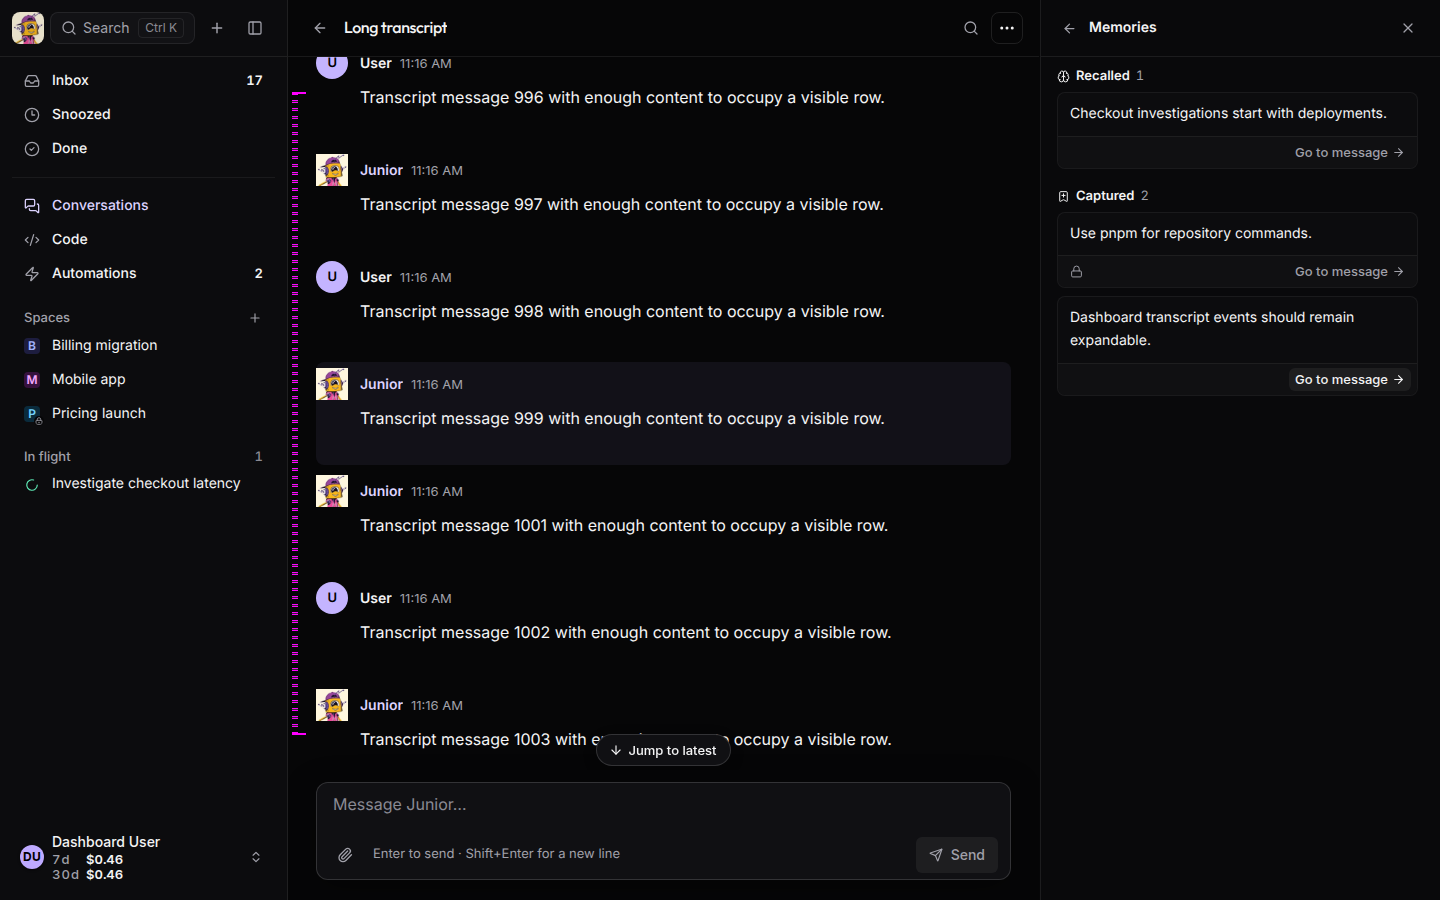 Search Ctrl K
Inbox 17
Snoozed
Done
Conversations
Code
Automations 2
Spaces
B Billing migration
M Mobile app
P Pricing launch
In flight 1
Investigate checkout latency
DU Dashboard User
7d $0.46
30d $0.46
Long transcript
U User 11:16 AM
Transcript message 996 with enough content to occupy a visible row.
Junior 11:16 AM
Transcript message 997 with enough content to occupy a visible row.
U User 11:16 AM
Transcript message 998 with enough content to occupy a visible row.
Junior 11:16 AM
Transcript message 999 with enough content to occupy a visible row.
Junior 11:16 AM
Transcript message 1001 with enough content to occupy a visible row.
U User 11:16 AM
Transcript message 1002 with enough content to occupy a visible row.
Junior 11:16 AM
Transcript message 1003 with occupy a visible row.
Jump to latest
Message Junior...
Enter to send · Shift+Enter for a new line
Send
Memories
Recalled 1
Checkout investigations start with deployments.
Go to message
Captured 2
Use pnpm for repository commands.
Go to message
Dashboard transcript events should remain
expandable.
Go to message